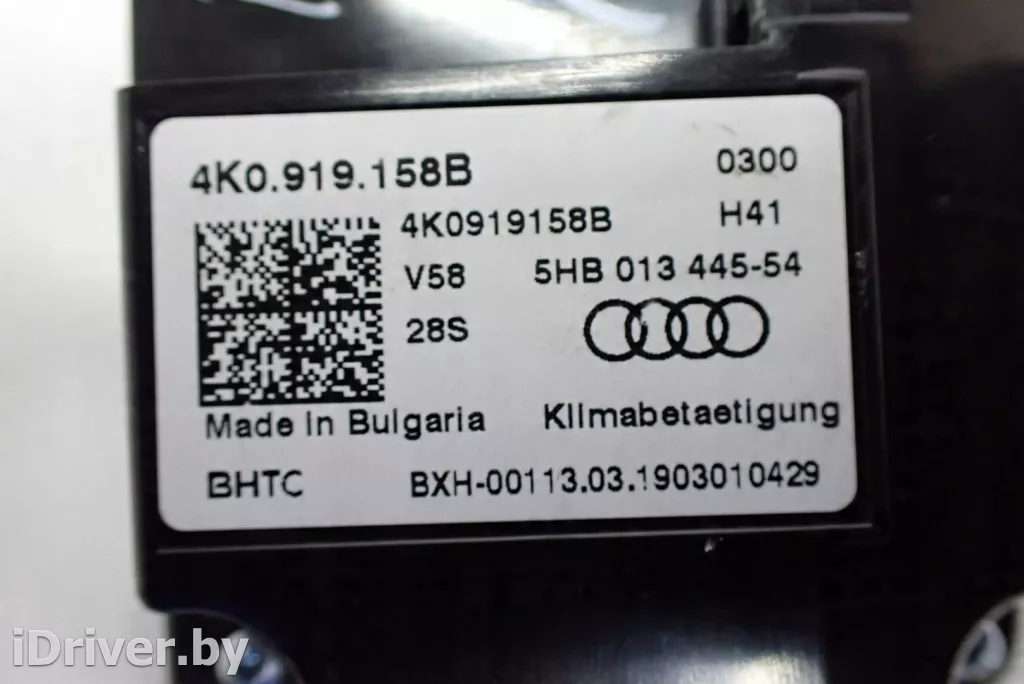 4K0.919.158B 0300
4K0919158B H41
V58 5HB 013 445-54
28S
Made in Bulgaria Klimabetaetigung
BHTC BXH-00113.03.1903010429
iDriver.by